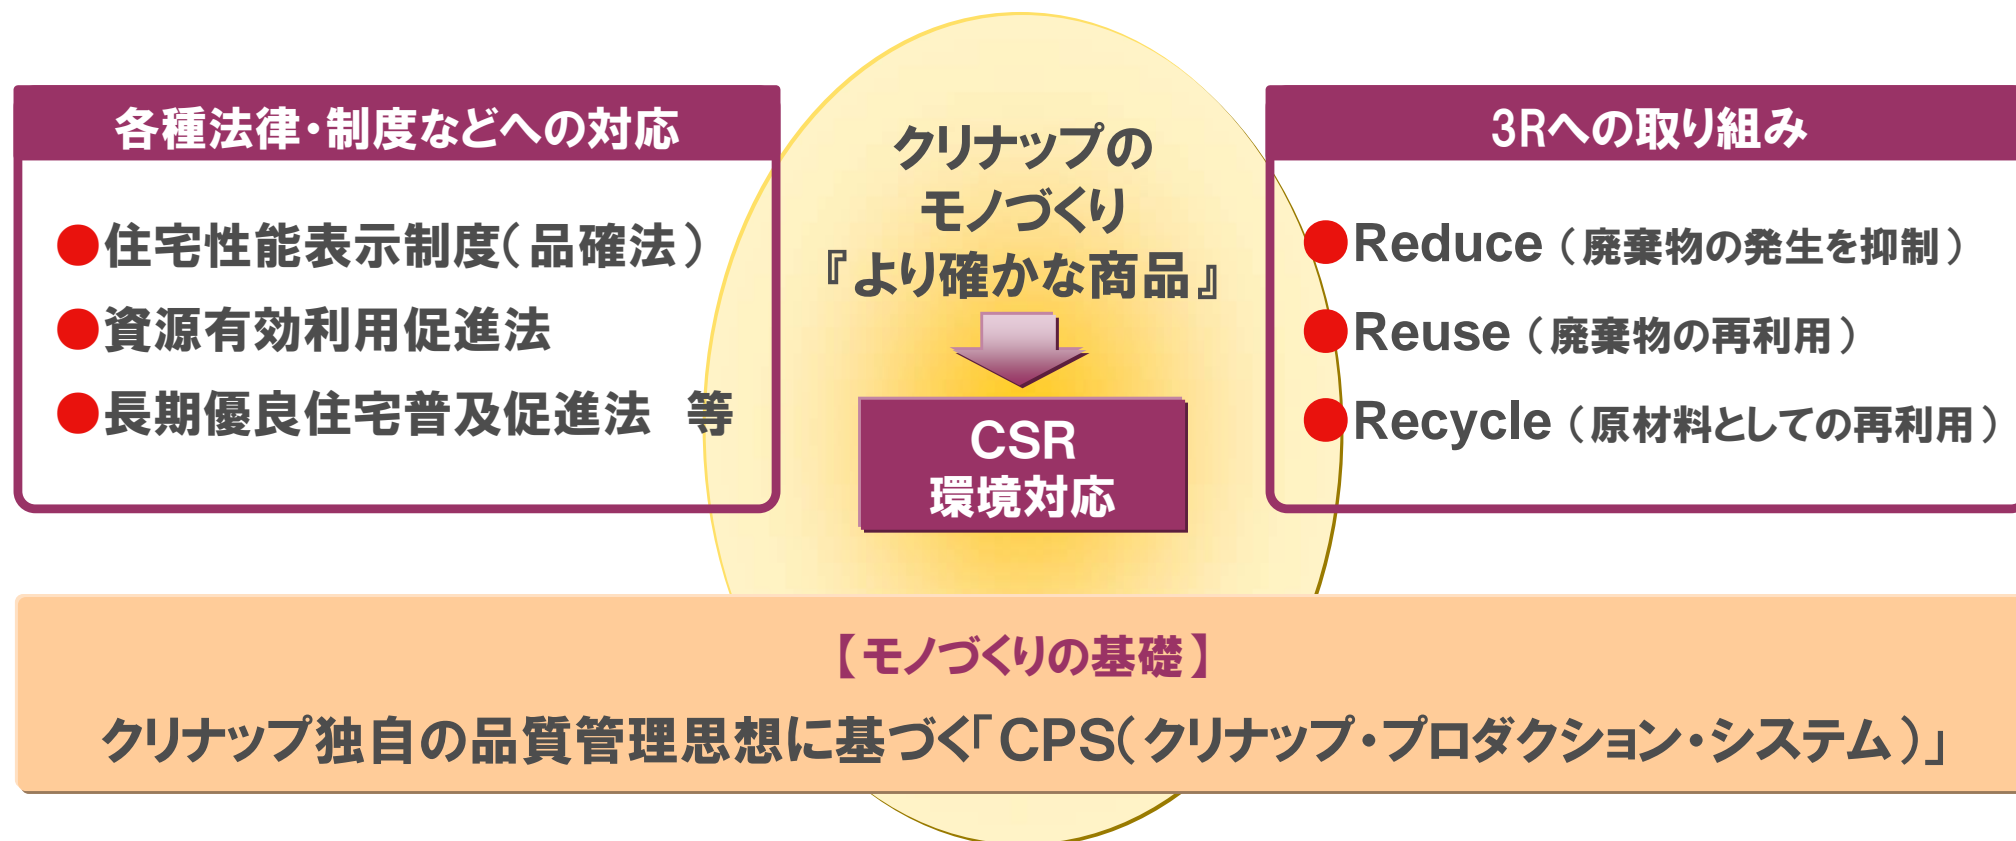 各種法律・制度などへの対応
●住宅性能表示制度(品確法)
●資源有効利用促進法
●長期優良住宅普及促進法　等
クリナップの
モノづくり
『より確かな商品』
CSR
環境対応
3Rへの取り組み
●Reduce(廃棄物の発生を抑制)
●Reuse(廃棄物の再利用)
●Recycle(原材料としての再利用)
【モノづくりの基礎】
クリナップ独自の品質管理思想に基づく「CPS(クリナップ・プロダクション・システム)」